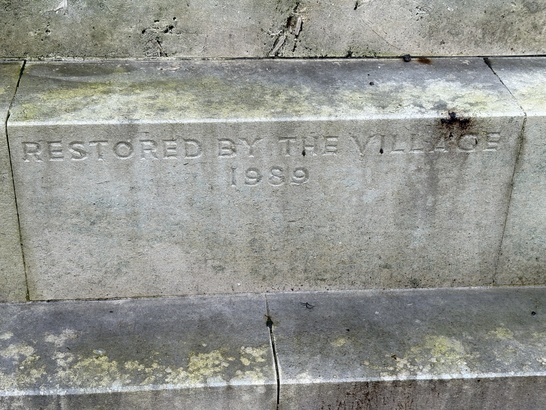 RESTORED BY THE VILLAGE
1989